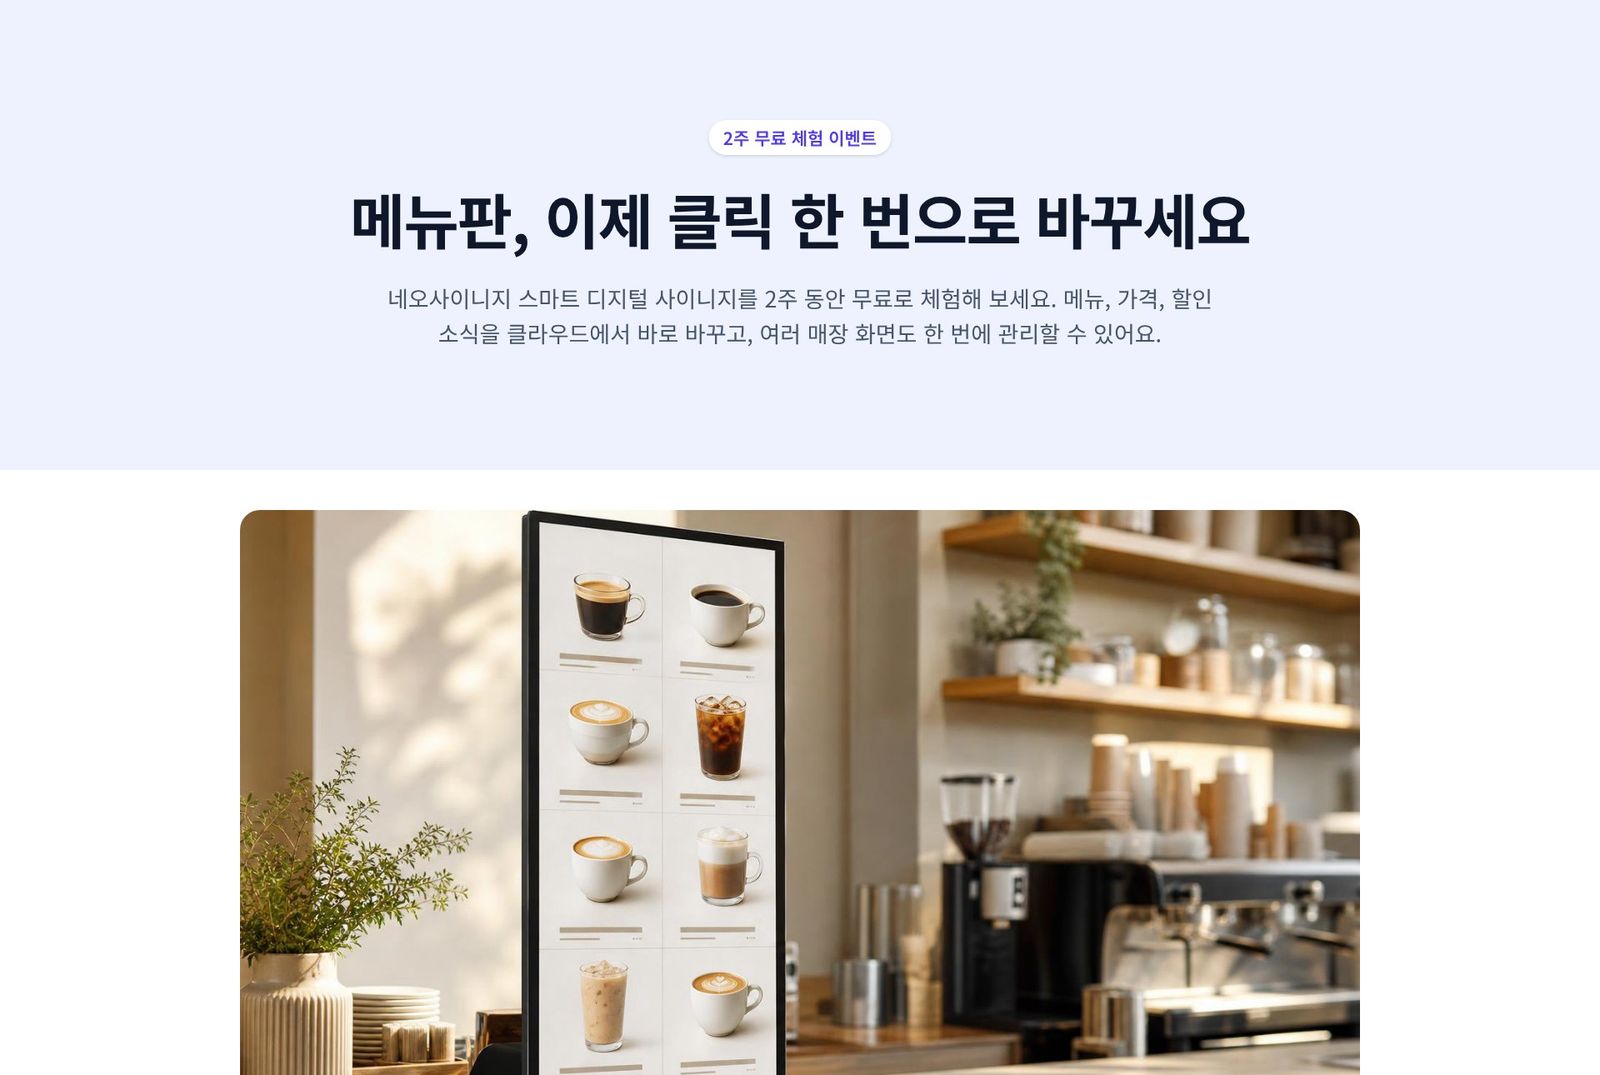 2주 무료 체험 이벤트
메뉴판, 이제 클릭 한 번으로 바꾸세요
네오사이니지 스마트 디지털 사이니지를 2주 동안 무료로 체험해 보세요. 메뉴, 가격, 할인
소식을 클라우드에서 바로 바꾸고, 여러 매장 화면도 한 번에 관리할 수 있어요.